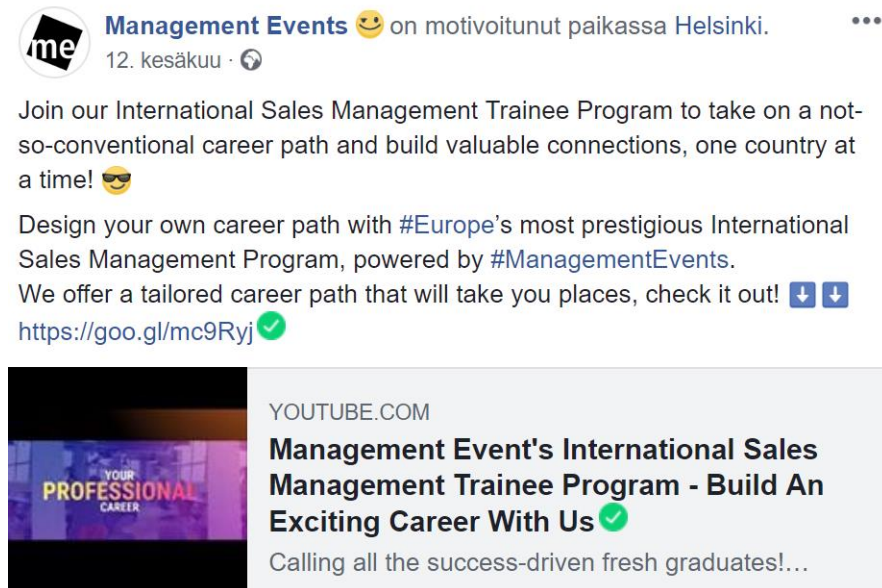 me
Management Events 😉 on motivoitunut paikassa Helsinki.
12. kesäkuu ·
Join our International Sales Management Trainee Program to take on a not-
so-conventional career path and build valuable connections, one country at
a time! 😎
Design your own career path with #Europe's most prestigious International
Sales Management Program, powered by #ManagementEvents.
We offer a tailored career path that will take you places, check it out! ⬇️ ⬇️
https://goo.gl/mc9Ryj
YOUR
PROFESSIONAL
CAREER
YOUTUBE.COM
Management Event's International Sales
Management Trainee Program - Build An
Exciting Career With Us
Calling all the success-driven fresh graduates!...